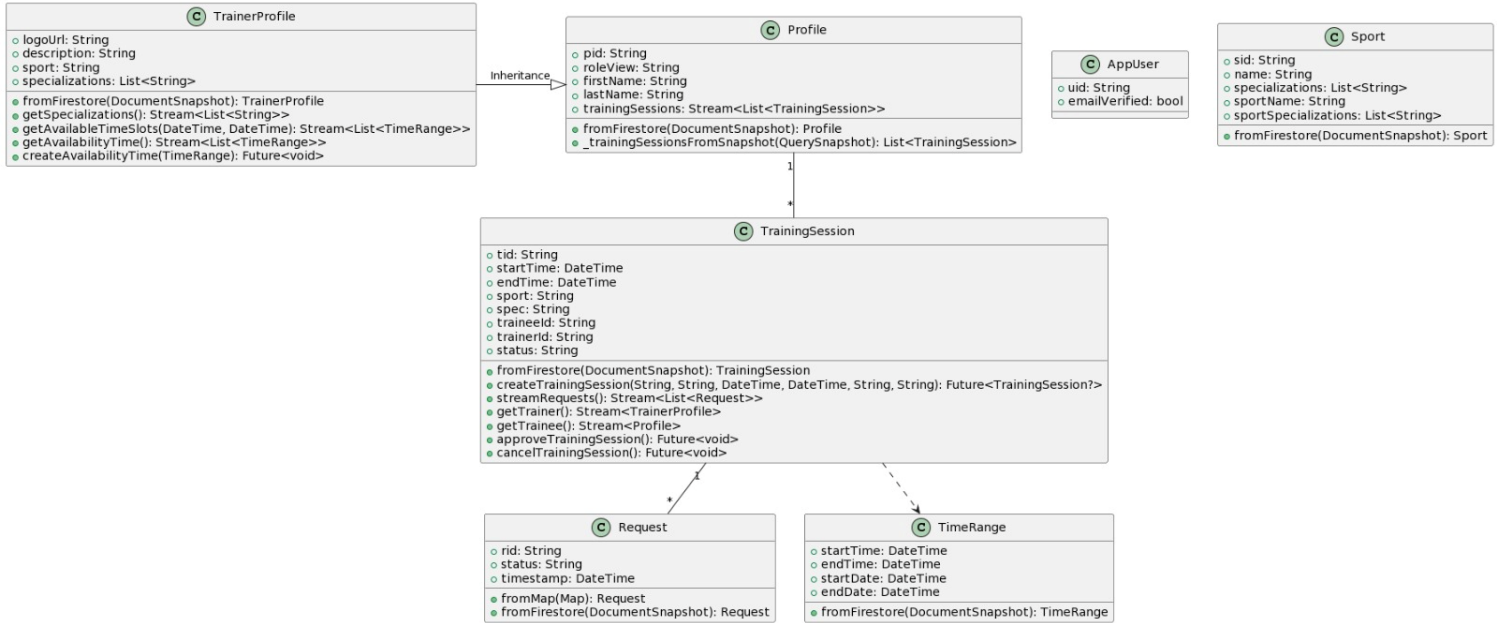 C TrainerProfile
logoUrl: String
description: String
sport: String
specializations: List<String>
fromFirestore(DocumentSnapshot): TrainerProfile
getSpecializations(): Stream<List<String>>
getAvailableTimeSlots(DateTime, DateTime): Stream<List<TimeRange>>
getAvailabilityTime(): Stream<List<TimeRange>>
createAvailabilityTime(TimeRange): Future<void>
Inheritance
C Profile
pid: String
roleView: String
firstName: String
lastName: String
trainingSessions: Stream<List<TrainingSession>>
fromFirestore(DocumentSnapshot): Profile
_trainingSessionsFromSnapshot(QuerySnapshot): List<TrainingSession>
C AppUser
uid: String
emailVerified: bool
C Sport
sid: String
name: String
specializations: List<String>
sportName: String
sportSpecializations: List<String>
fromFirestore(DocumentSnapshot): Sport
1
*
C TrainingSession
tid: String
startTime: DateTime
endTime: DateTime
sport: String
spec: String
traineeId: String
trainerId: String
status: String
fromFirestore(DocumentSnapshot): TrainingSession
createTrainingSession(String, String, DateTime, DateTime, String, String): Future<TrainingSession?>
streamRequests(): Stream<List<Request>>
getTrainer(): Stream<TrainerProfile>
getTrainee(): Stream<Profile>
approveTrainingSession(): Future<void>
cancelTrainingSession(): Future<void>
1
*
C Request
rid: String
status: String
timestamp: DateTime
fromMap(Map): Request
fromFirestore(DocumentSnapshot): Request
C TimeRange
startTime: DateTime
endTime: DateTime
startDate: DateTime
endDate: DateTime
fromFirestore(DocumentSnapshot): TimeRange